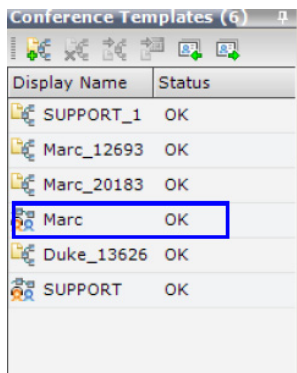 Conference Templates (6)
Display Name Status
SUPPORT_1 OK
Marc_12693 OK
Marc_20183 OK
Marc OK
Duke_13626 OK
SUPPORT OK